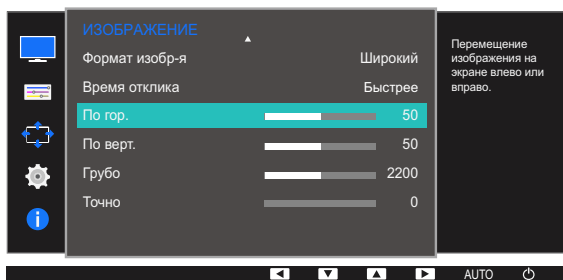 ИЗОБРАЖЕНИЕ
Формат изобр-я Широкий
Время отклика Быстрее
По гор. 50
По верт. 50
Грубо 2200
Точно 0
Перемещение
изображения на
экране влево или
вправо.
AUTO